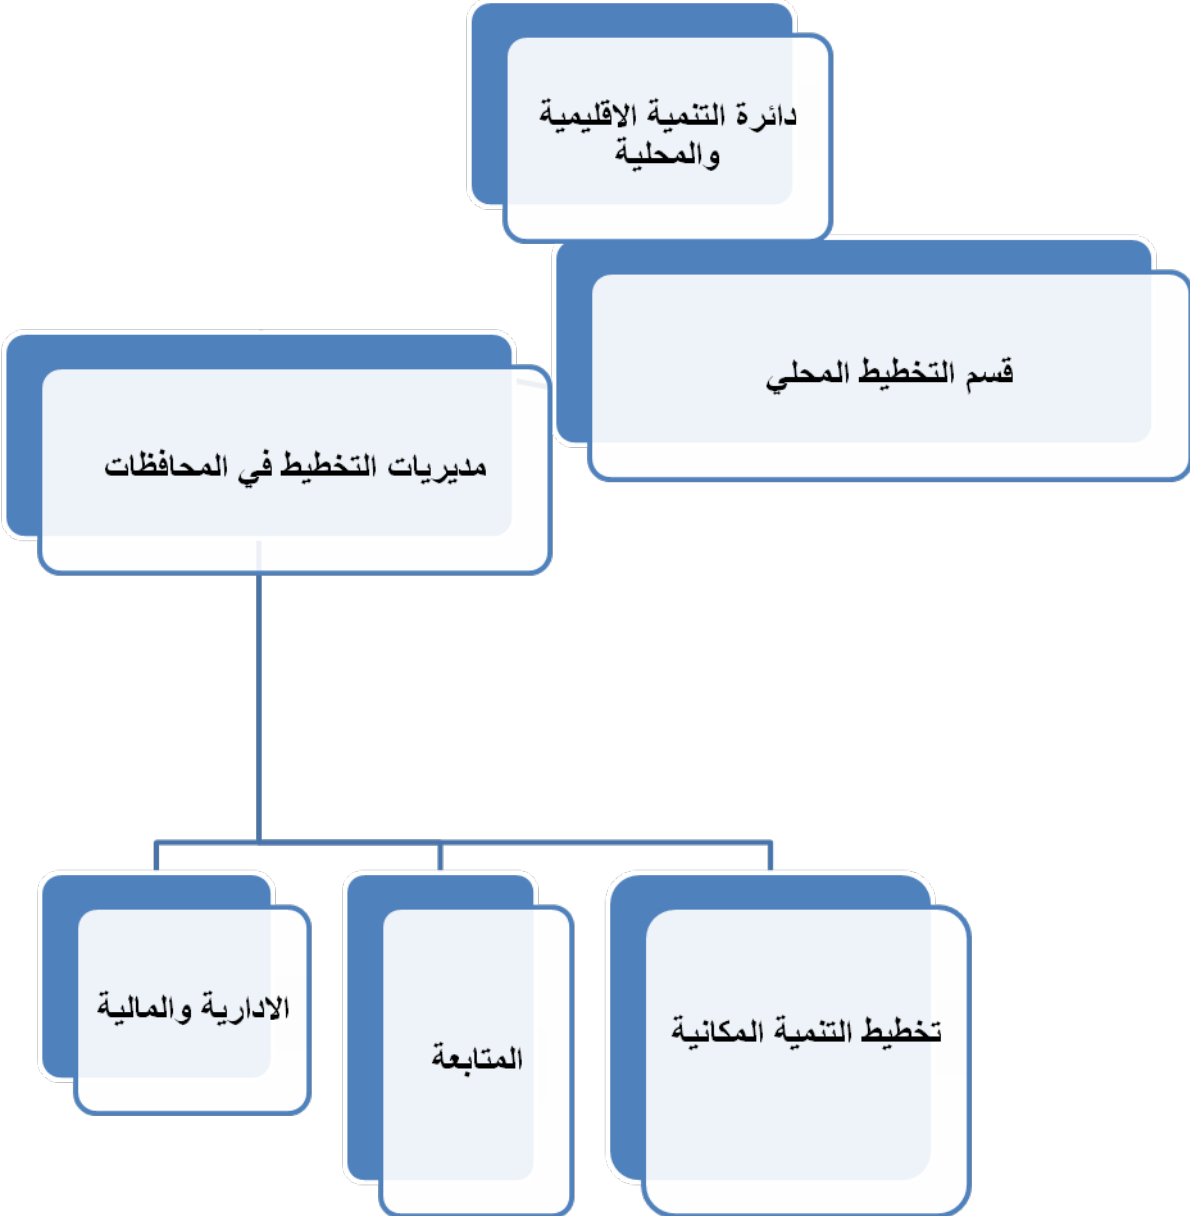 دائرة التنمية الاقليمية
والمحلية
قسم التخطيط المحلي
مديريات التخطيط في المحافظات
تخطيط التنمية المكانية
المتابعة
الادارية والمالية